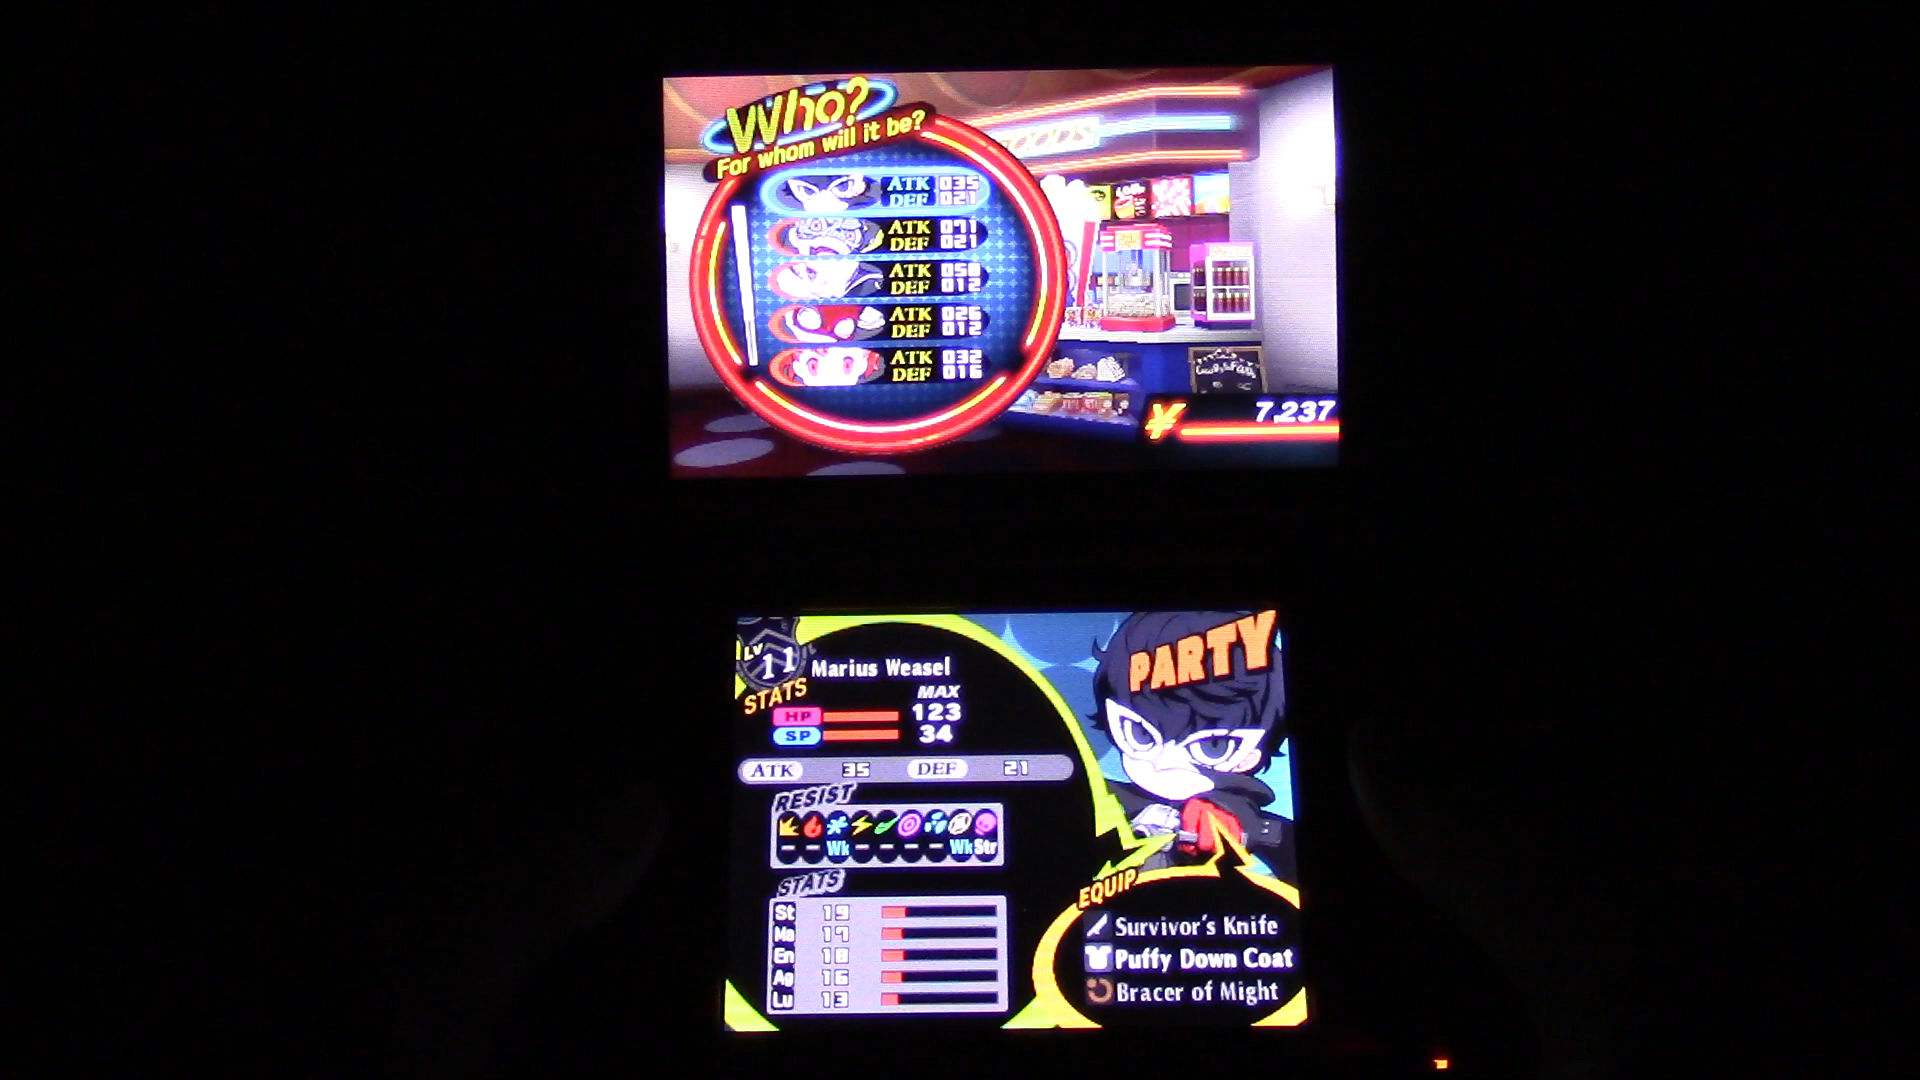 Who?
For whom will it be?
ATK 035
DEF 021
ATK 071
DEF 021
ATK 058
DEF 012
ATK 026
DEF 012
ATK 032
DEF 016
¥ 7,237
PARTY
Lv 11 Marius Weasel
STATS
MAX
HP 123
SP 34
ATK 35 DEF 21
RESIST
- - Wk - - - - Wk Str
STATS
St 19
Ma 17
En 18
Ag 16
Lu 13
EQUIP
Survivor's Knife
Puffy Down Coat
Bracer of Might